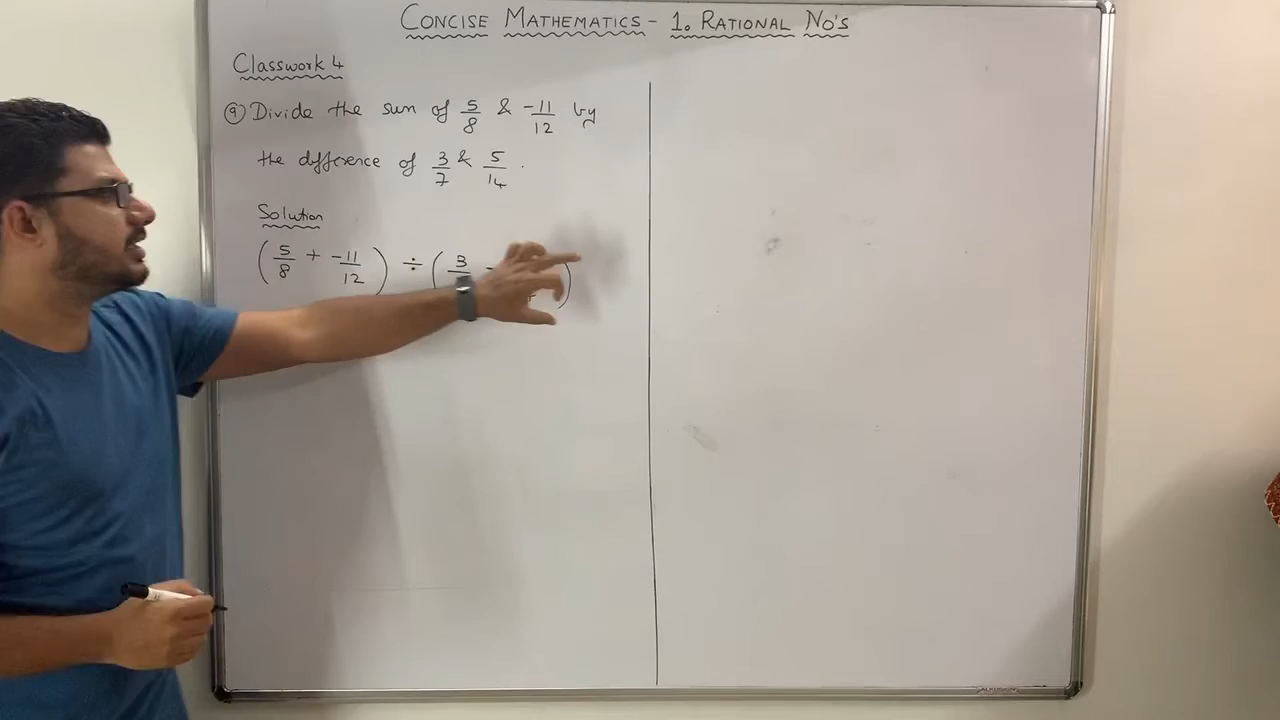 CONCISE MATHEMATICS - 1. RATIONAL NO'S
Classwork 4
(9) Divide the sum of 5/8 & -11/12 by
the difference of 3/7 & 5/14.
Solution
(5/8 + -11/12) ÷ (3 - )